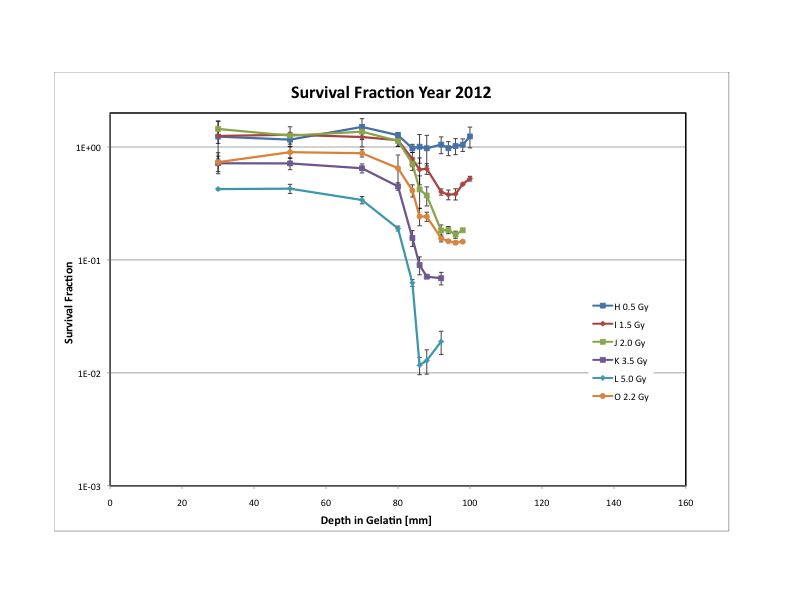 Survival Fraction Year 2012
1E+00
1E-01
1E-02
1E-03
Survival Fraction
0 20 40 60 80 100 120 140 160
Depth in Gelatin [mm]
H 0.5 Gy
I 1.5 Gy
J 2.0 Gy
K 3.5 Gy
L 5.0 Gy
O 2.2 Gy